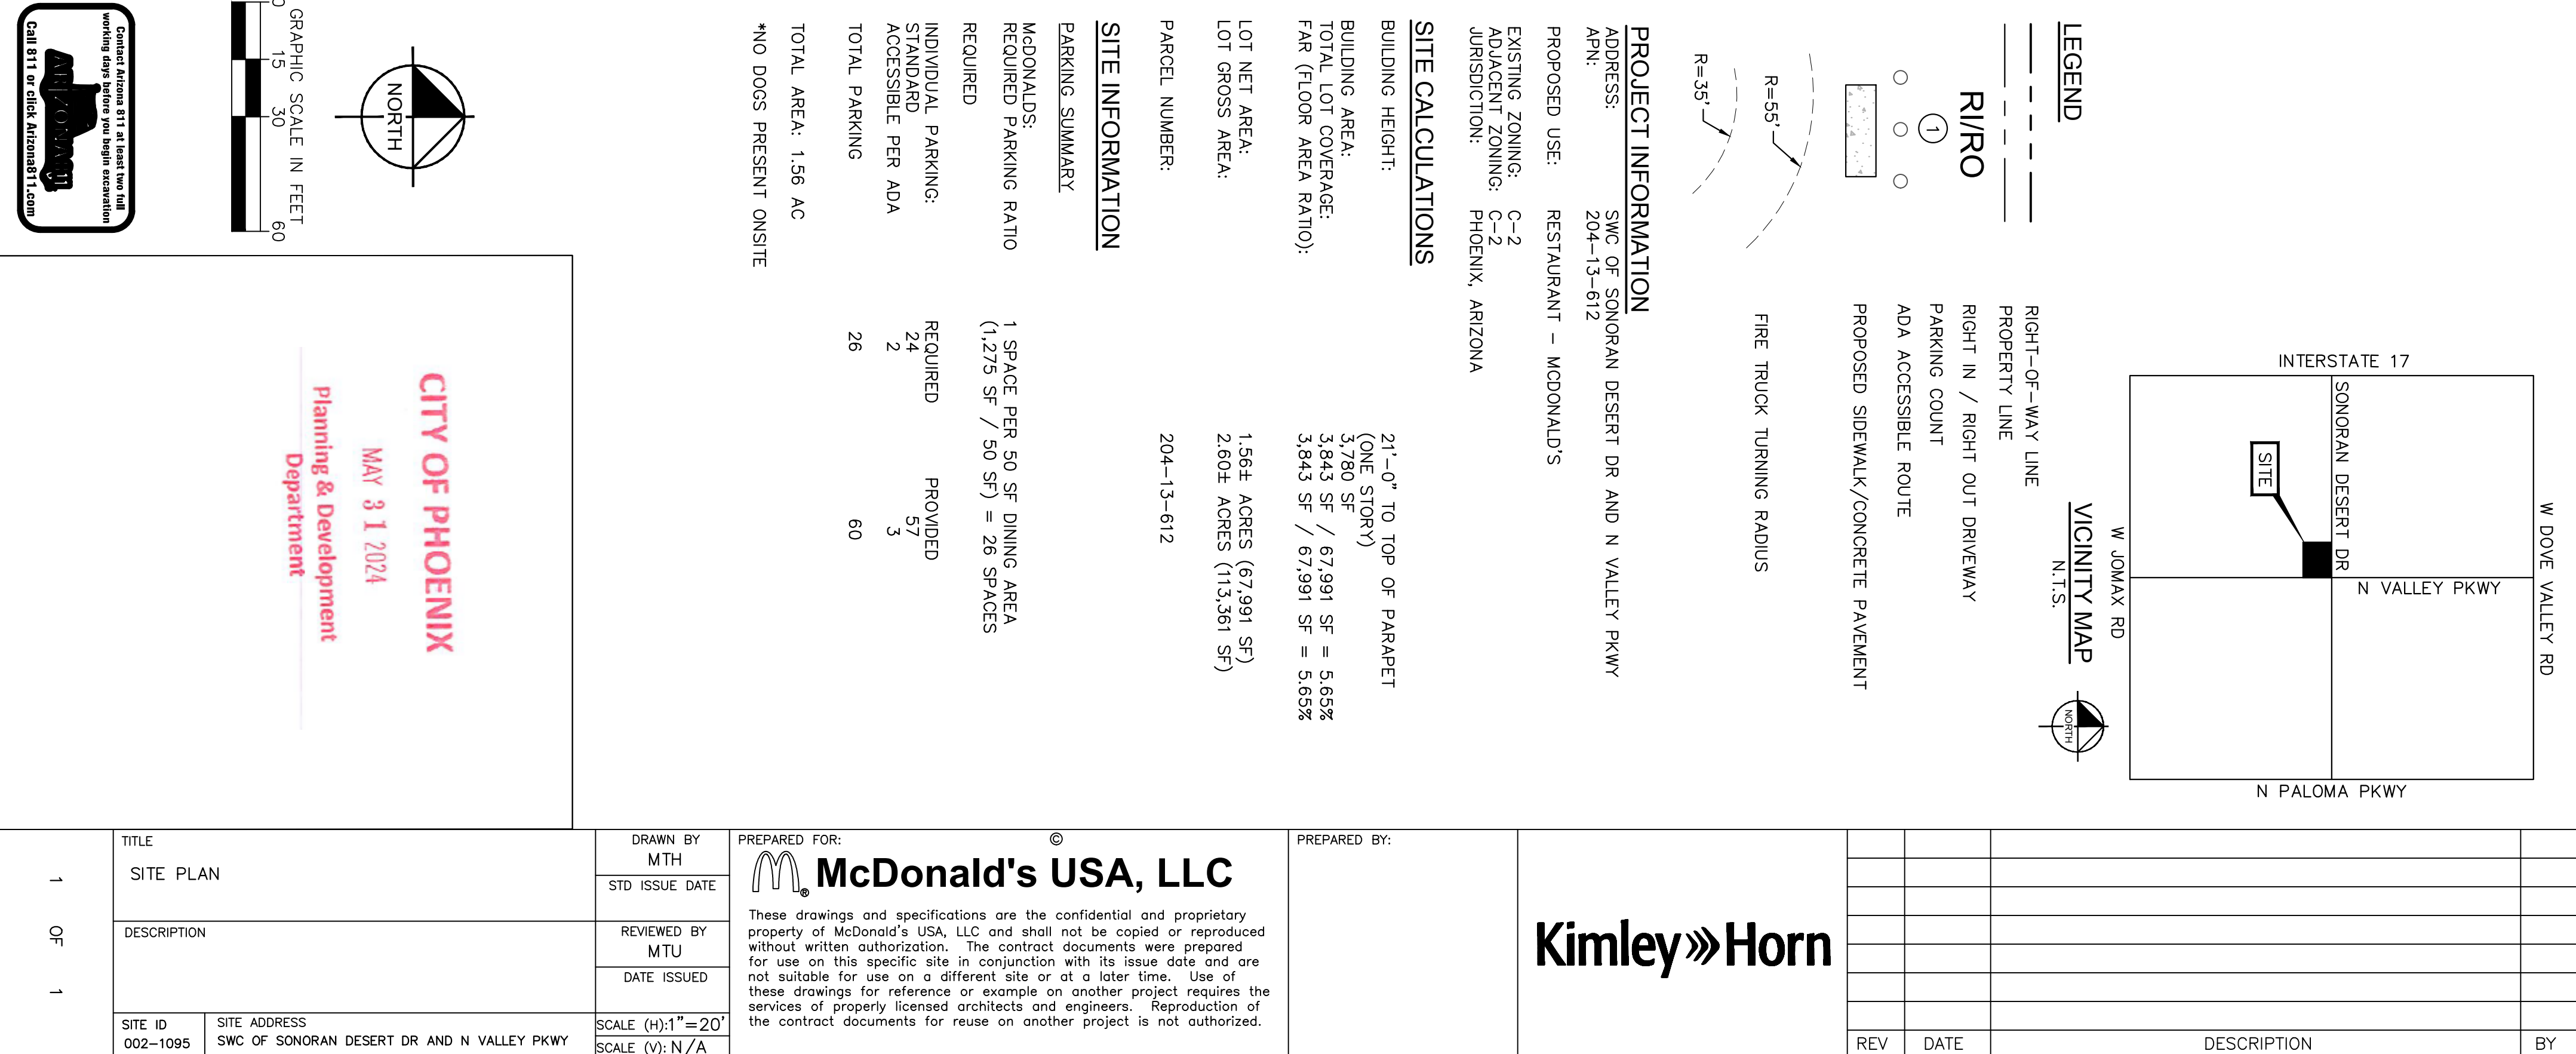 LEGEND
RIGHT-OF-WAY LINE
PROPERTY LINE
RI/RO RIGHT IN / RIGHT OUT DRIVEWAY
1 PARKING COUNT
ADA ACCESSIBLE ROUTE
PROPOSED SIDEWALK/CONCRETE PAVEMENT
R=55'
R=35'
FIRE TRUCK TURNING RADIUS
W DOVE VALLEY RD
INTERSTATE 17
SONORAN DESERT DR
N VALLEY PKWY
SITE
N PALOMA PKWY
W JOMAX RD
VICINITY MAP
N.T.S.
NORTH
PROJECT INFORMATION
ADDRESS: SWC OF SONORAN DESERT DR AND N VALLEY PKWY
APN: 204-13-612
PROPOSED USE: RESTAURANT - MCDONALD'S
EXISTING ZONING: C-2
ADJACENT ZONING: C-2
JURISDICTION: PHOENIX, ARIZONA
SITE CALCULATIONS
BUILDING HEIGHT: 21'-0" TO TOP OF PARAPET
(ONE STORY)
BUILDING AREA: 3,780 SF
TOTAL LOT COVERAGE: 3,843 SF / 67,991 SF = 5.65%
FAR (FLOOR AREA RATIO): 3,843 SF / 67,991 SF = 5.65%
LOT NET AREA: 1.56± ACRES (67,991 SF)
LOT GROSS AREA: 2.60± ACRES (113,361 SF)
PARCEL NUMBER: 204-13-612
SITE INFORMATION
PARKING SUMMARY
McDONALDS:
REQUIRED PARKING RATIO 1 SPACE PER 50 SF DINING AREA
(1,275 SF / 50 SF) = 26 SPACES
REQUIRED
INDIVIDUAL PARKING: REQUIRED PROVIDED
STANDARD 24 57
ACCESSIBLE PER ADA 2 3
TOTAL PARKING 26 60
TOTAL AREA: 1.56 AC
*NO DOGS PRESENT ONSITE
NORTH
GRAPHIC SCALE IN FEET
0 15 30 60
Contact Arizona 811 at least two full
working days before you begin excavation
ARIZONA811
Call 811 or click Arizona811.com
CITY OF PHOENIX
MAY 31 2024
Planning & Development
Department
TITLE
SITE PLAN
DESCRIPTION
SITE ID
002-1095
SITE ADDRESS
SWC OF SONORAN DESERT DR AND N VALLEY PKWY
DRAWN BY
MTH
STD ISSUE DATE
REVIEWED BY
MTU
DATE ISSUED
SCALE (H):1"=20'
SCALE (V): N/A
PREPARED FOR: ©
McDonald's USA, LLC
®
These drawings and specifications are the confidential and proprietary
property of McDonald's USA, LLC and shall not be copied or reproduced
without written authorization. The contract documents were prepared
for use on this specific site in conjunction with its issue date and are
not suitable for use on a different site or at a later time. Use of
these drawings for reference or example on another project requires the
services of properly licensed architects and engineers. Reproduction of
the contract documents for reuse on another project is not authorized.
PREPARED BY:
Kimley»Horn
REV DATE DESCRIPTION BY
1 OF 1